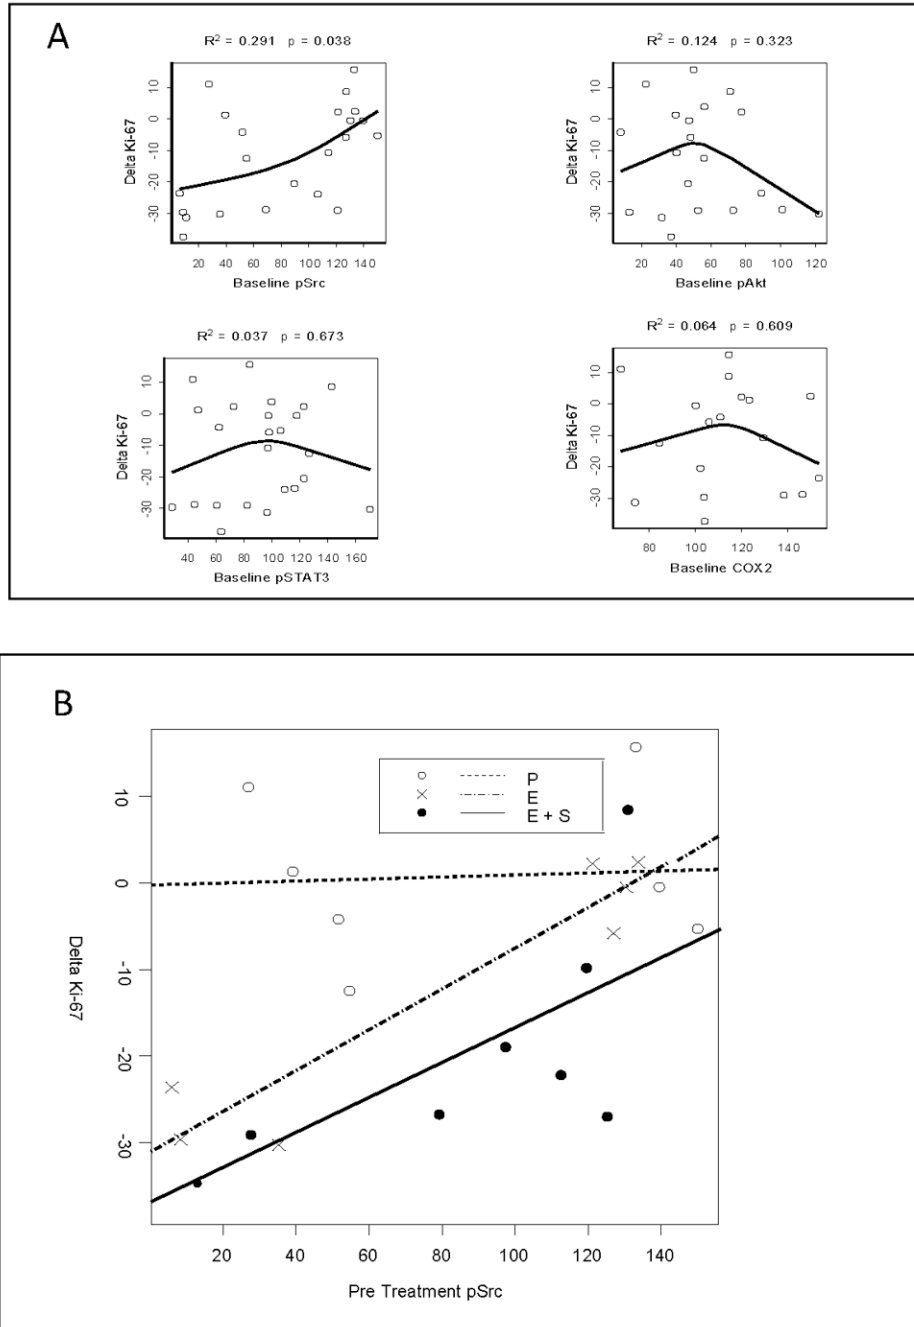 A
R² = 0.291 p = 0.038
Delta Ki-67
10
0
-10
-20
-30
20 40 60 80 100 120 140
Baseline pSrc
R² = 0.124 p = 0.323
Delta Ki-67
10
0
-10
-20
-30
20 40 60 80 100 120
Baseline pAkt
R² = 0.037 p = 0.673
Delta Ki-67
10
0
-10
-20
-30
40 60 80 100 120 140 160
Baseline pSTAT3
R² = 0.064 p = 0.609
Delta Ki-67
10
0
-10
-20
-30
80 100 120 140
Baseline COX2
B
P
E
E + S
Delta Ki-67
10
0
-10
-20
-30
20 40 60 80 100 120 140
Pre Treatment pSrc